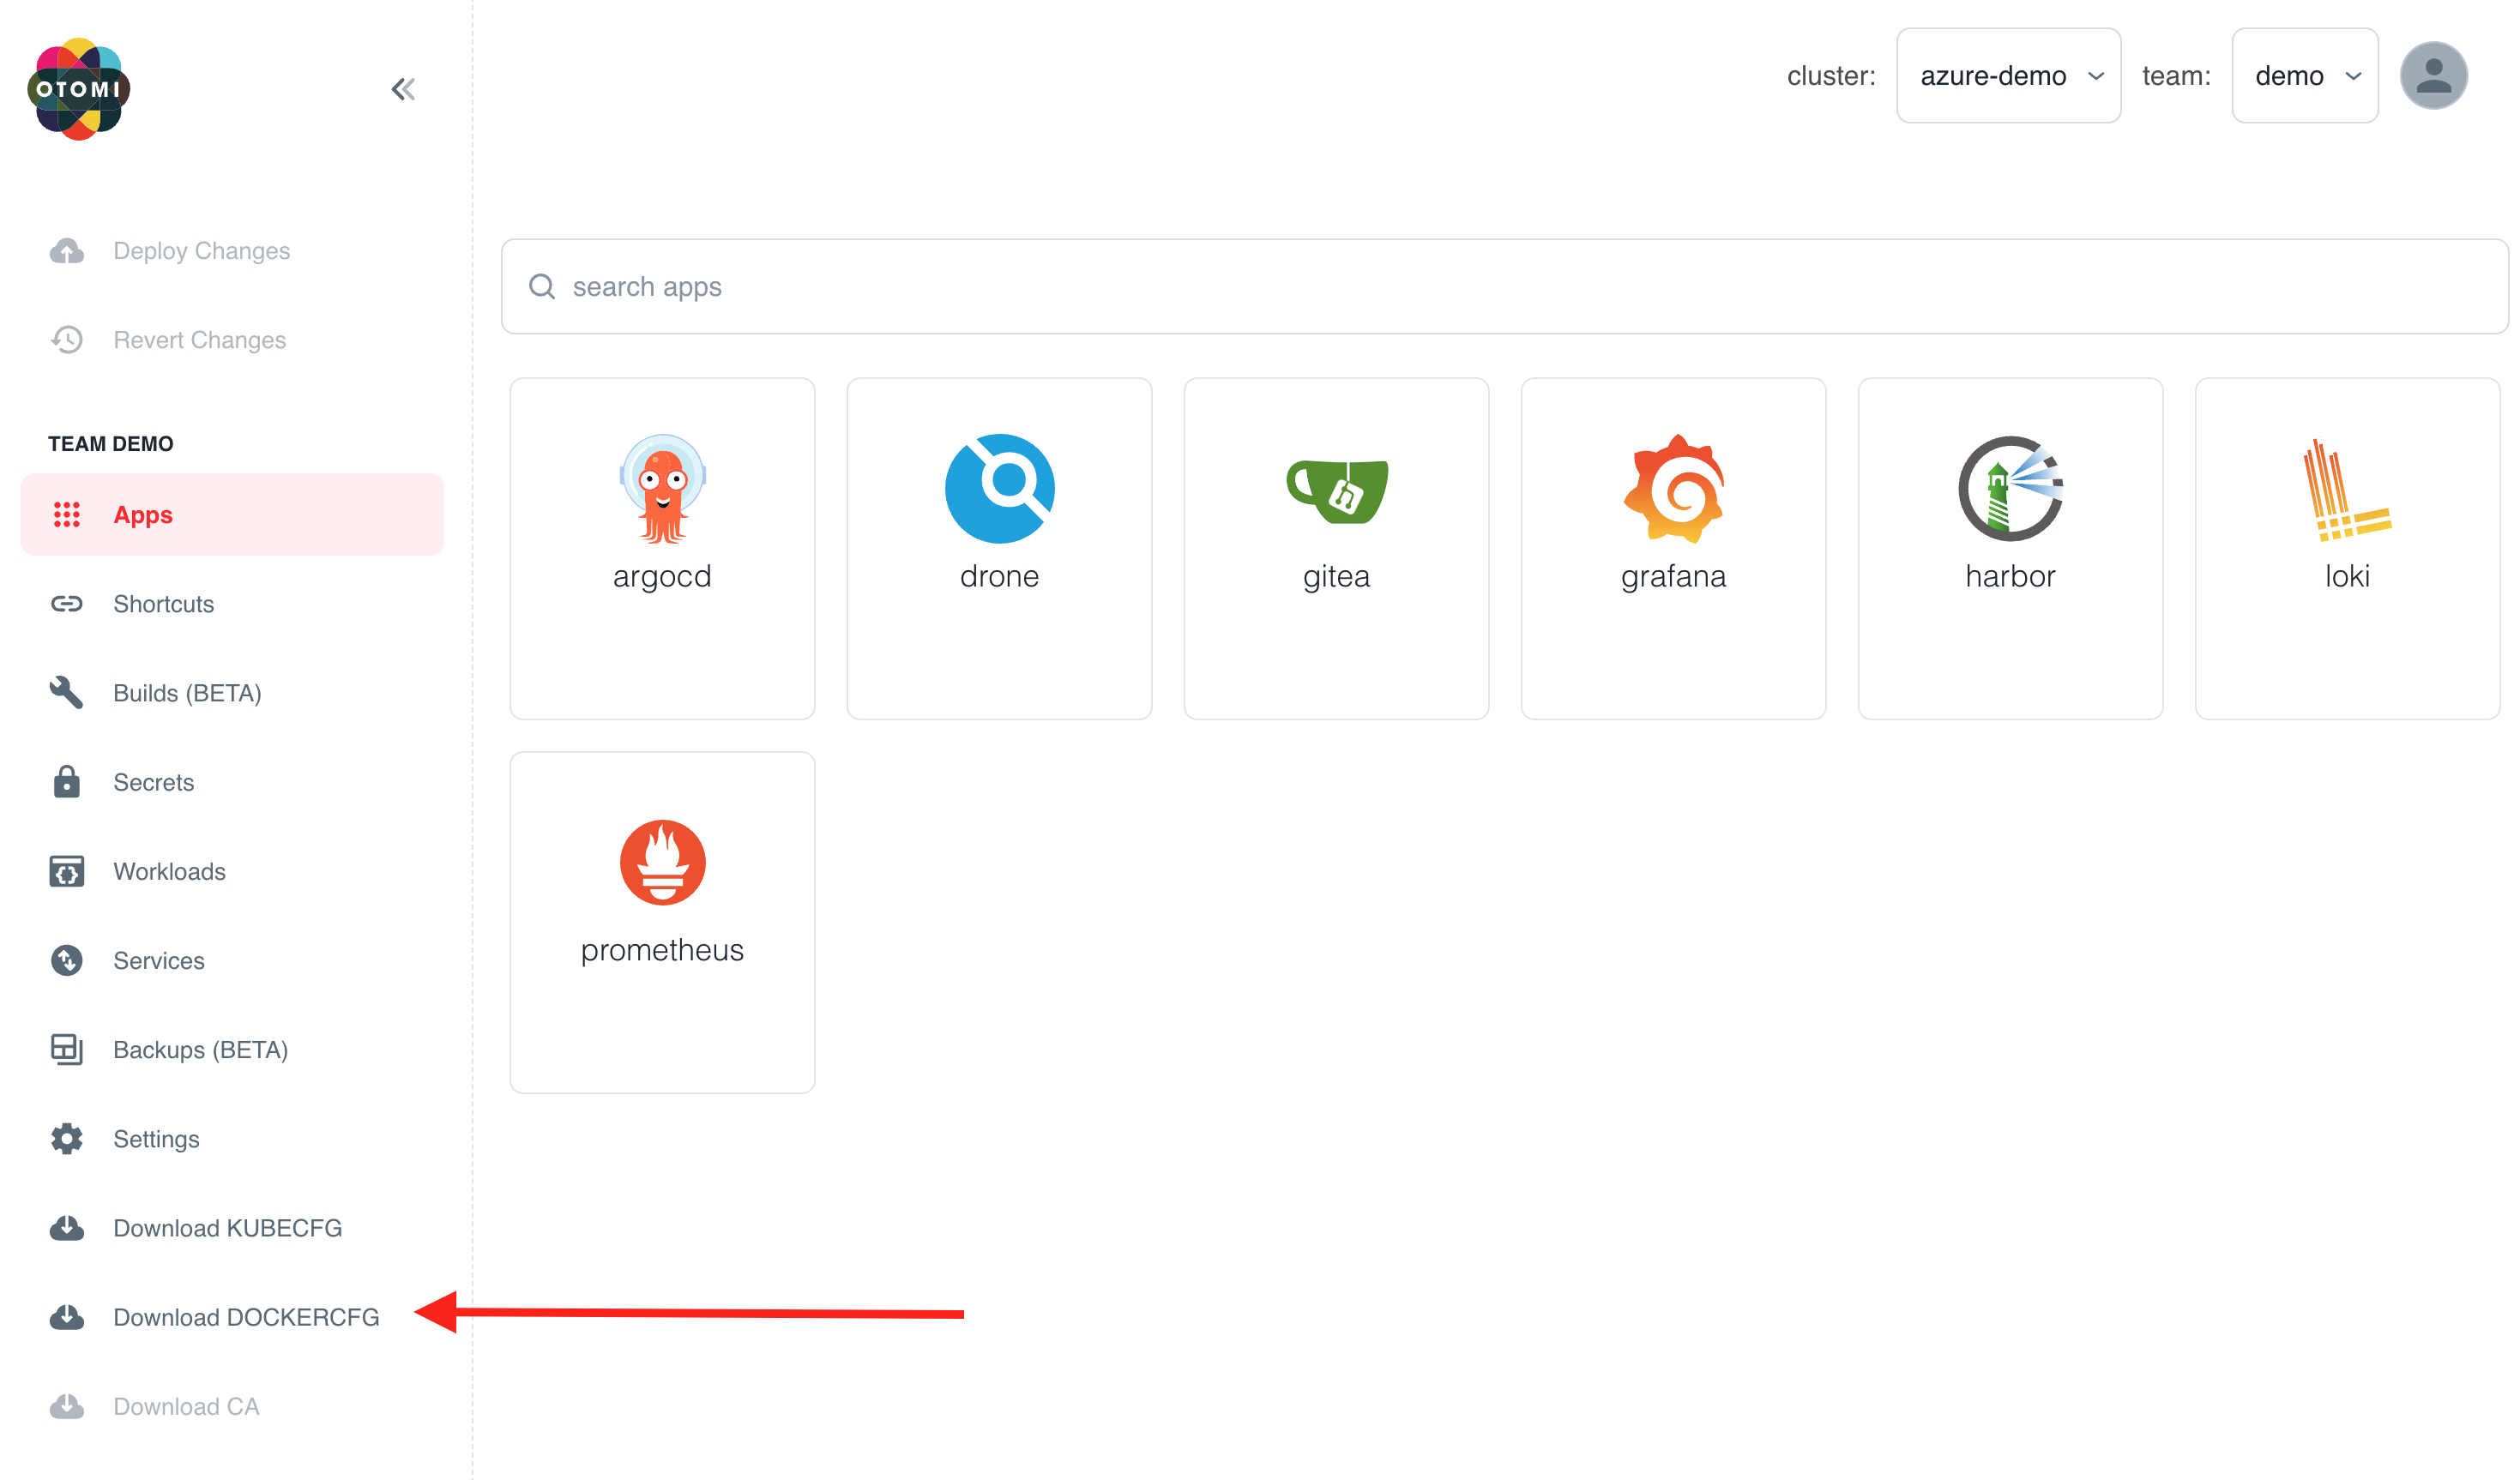 OTOMI
cluster:
azure-demo
team:
demo
Deploy Changes
Revert Changes
TEAM DEMO
Apps
Shortcuts
Builds (BETA)
Secrets
Workloads
Services
Backups (BETA)
Settings
Download KUBECFG
Download DOCKERCFG
Download CA
search apps
argocd
drone
gitea
grafana
harbor
loki
prometheus